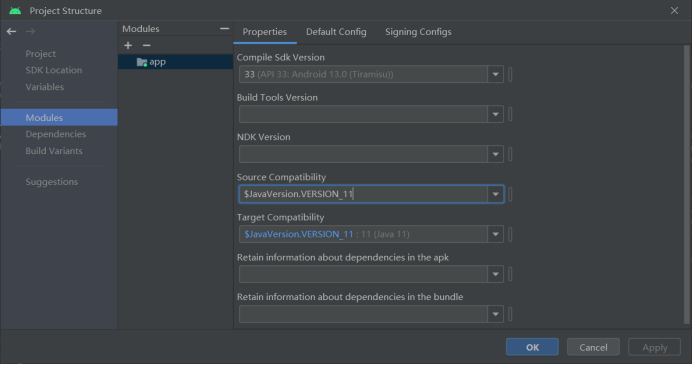 Project Structure
Modules
Properties Default Config Signing Configs
Project
SDK Location
Variables
Modules
Dependencies
Build Variants
Suggestions
app
Compile Sdk Version
33 (API 33: Android 13.0 (Tiramisu))
Build Tools Version
NDK Version
Source Compatibility
$JavaVersion.VERSION_11
Target Compatibility
$JavaVersion.VERSION_11 : 11 (Java 11)
Retain information about dependencies in the apk
Retain information about dependencies in the bundle
OK Cancel Apply